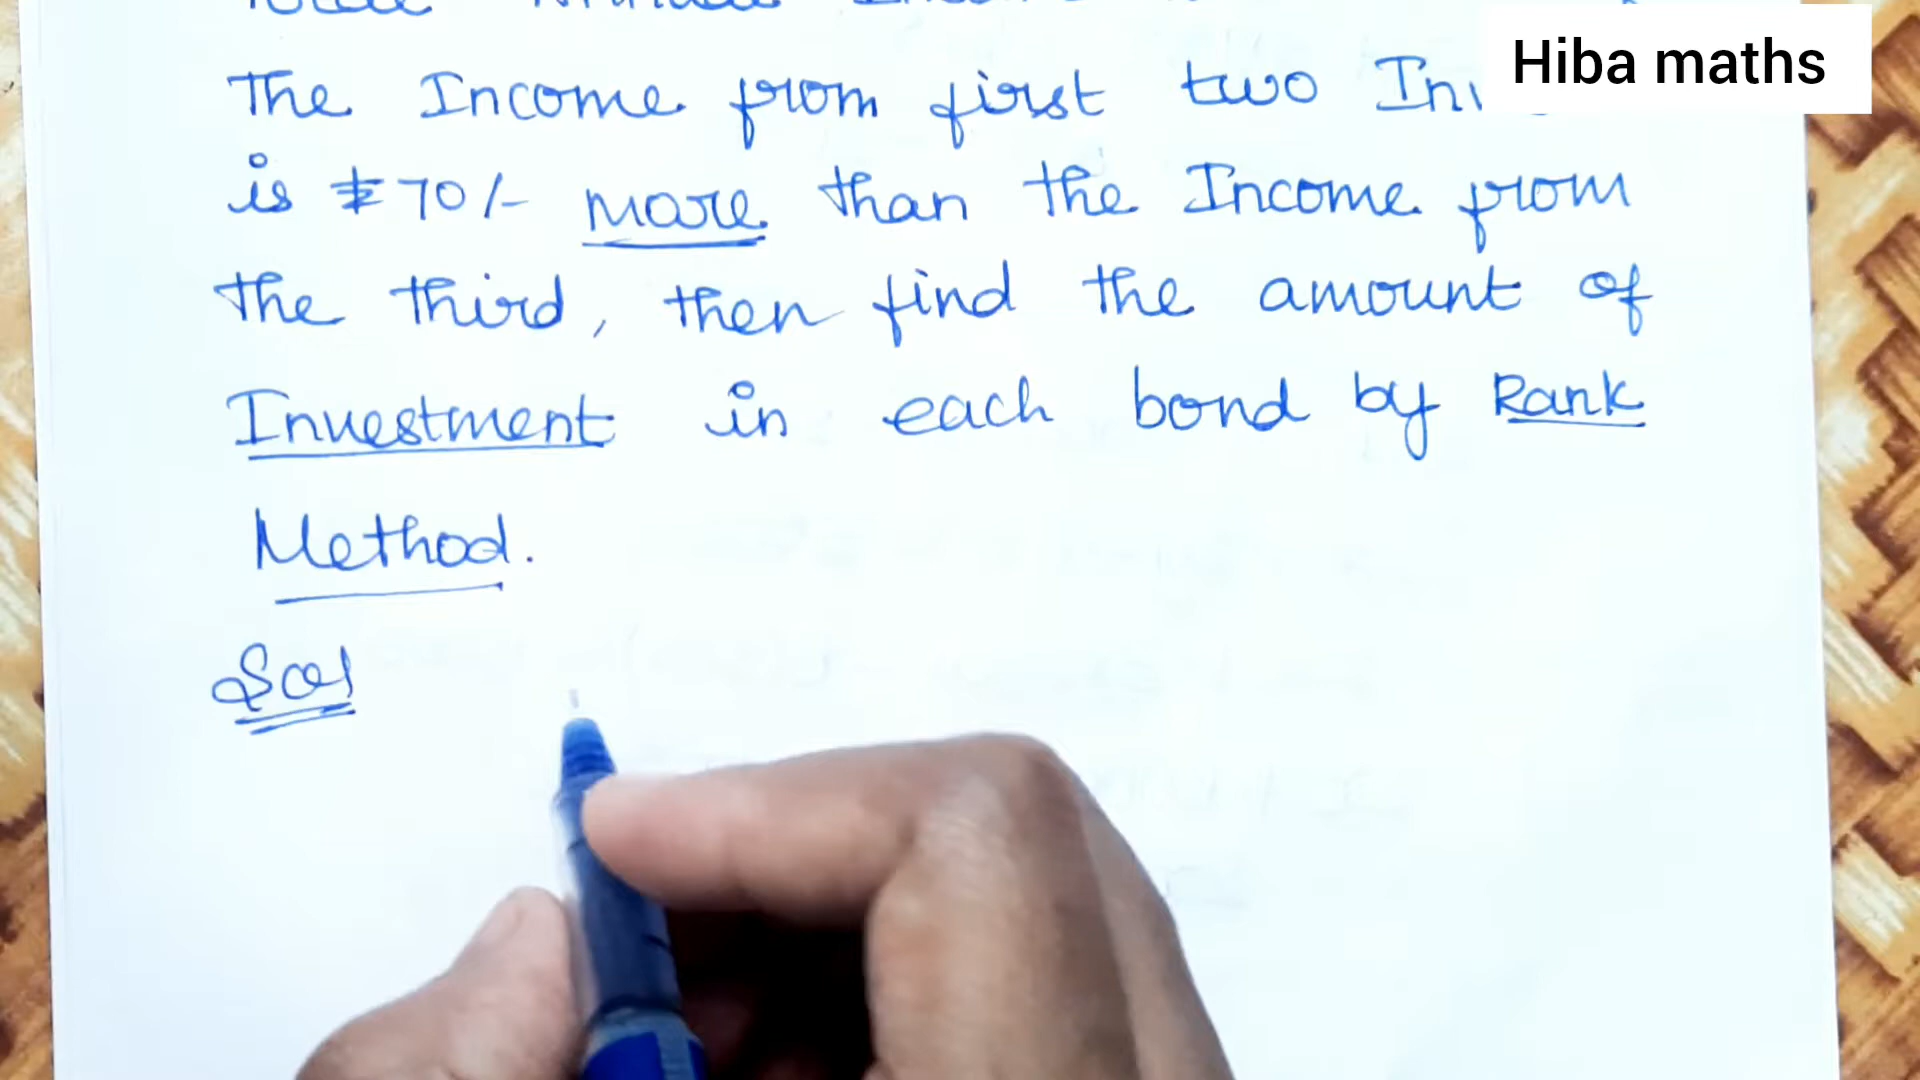 Hiba maths
The Income from first two
is ₹70/- more than the Income from
the third, then find the amount of
Investment in each bond by Rank
Method.
Sol